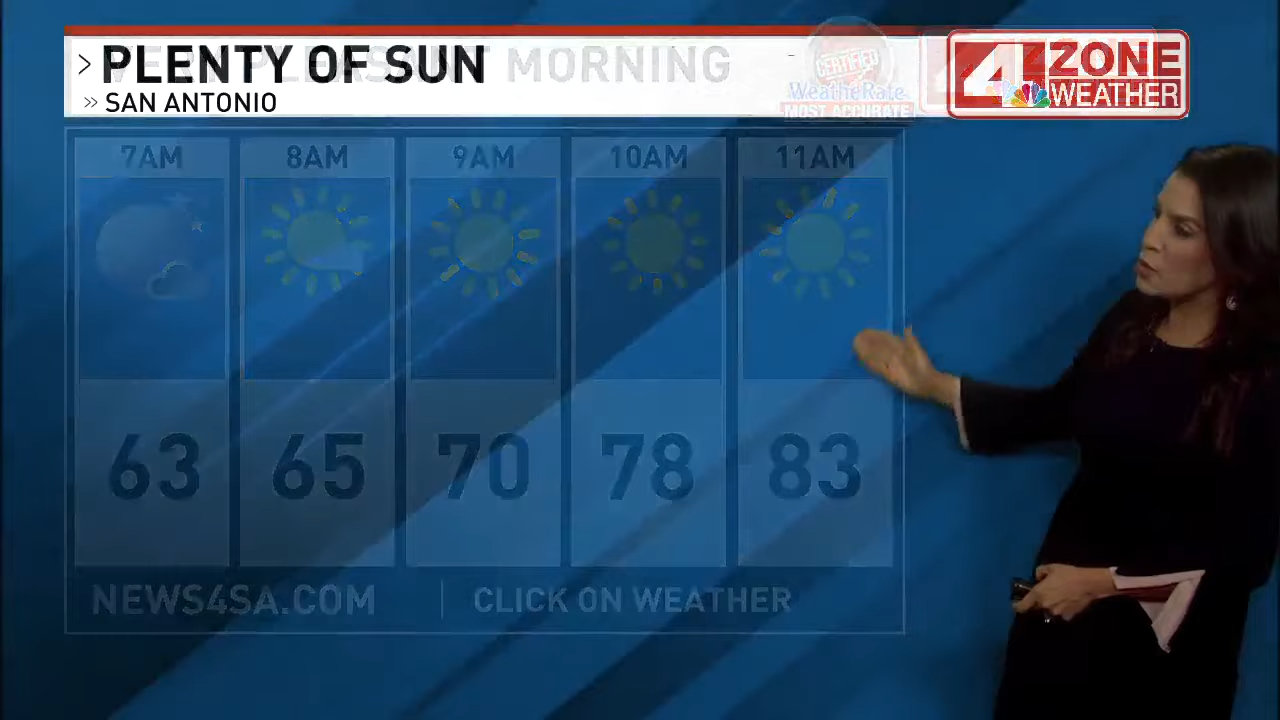 > PLENTY OF SUN
MORNING
>> SAN ANTONIO
CERTIFIED
WeatheRate
MOST ACCURATE
4 ZONE
WEATHER
7AM 8AM 9AM 10AM 11AM
63 65 70 78 83
NEWS4SA.COM | CLICK ON WEATHER